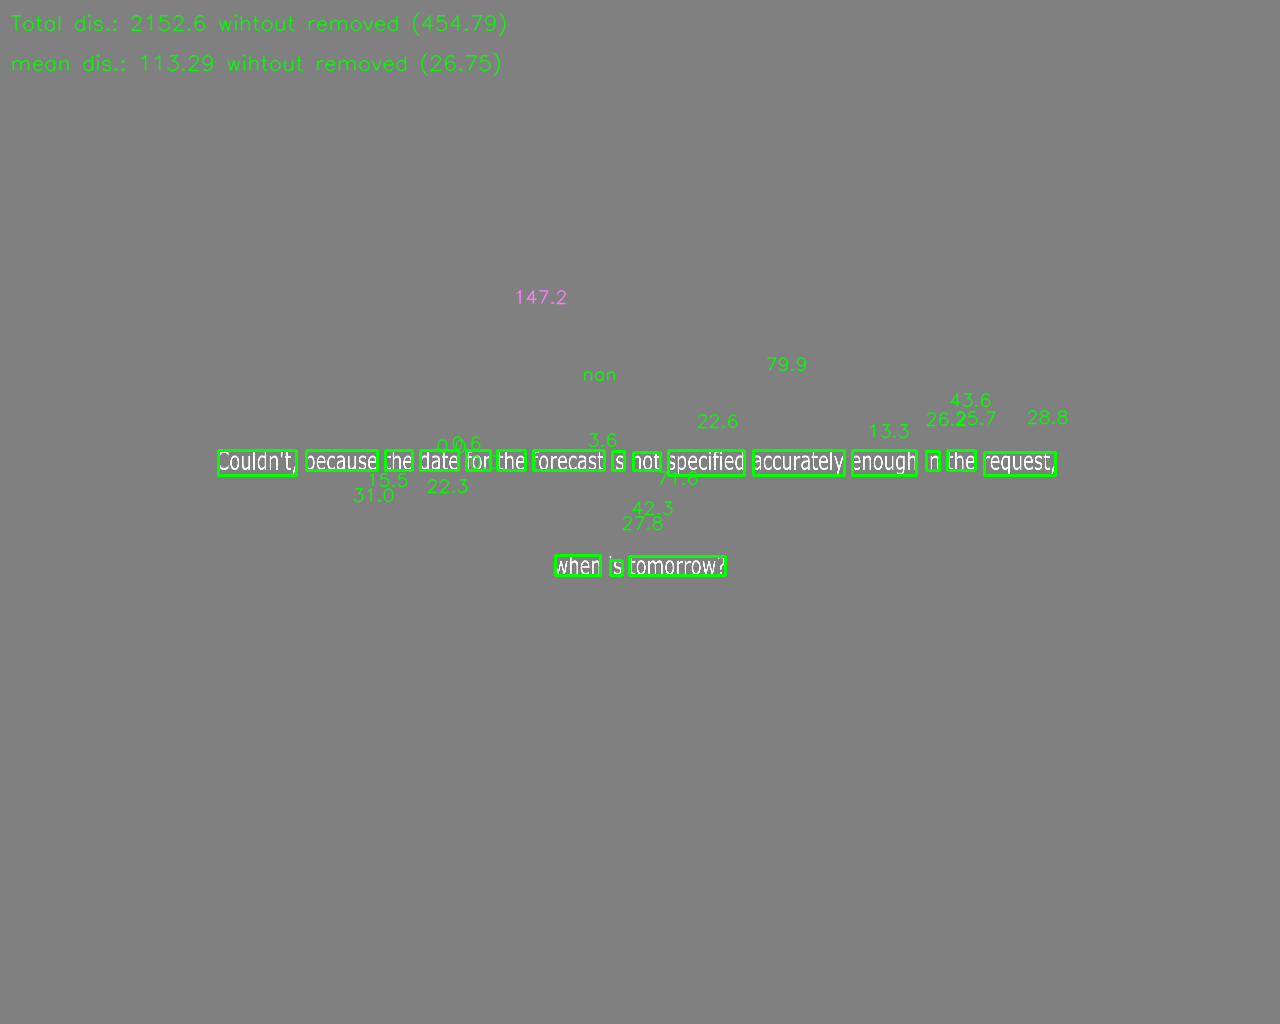 Total dis.: 2152.6 wihtout removed (454.79)
mean dis.: 113.29 wihtout removed (26.75)
147.2
79.9
nan
43.6
22.6 26.2 25.7 28.8
13.3
0.0 3.6
Couldn't, because the date for the forecast is not specified accurately enough in the request,
15.5 22.3 71.6
31.0
42.3
27.8
when is tomorrow?